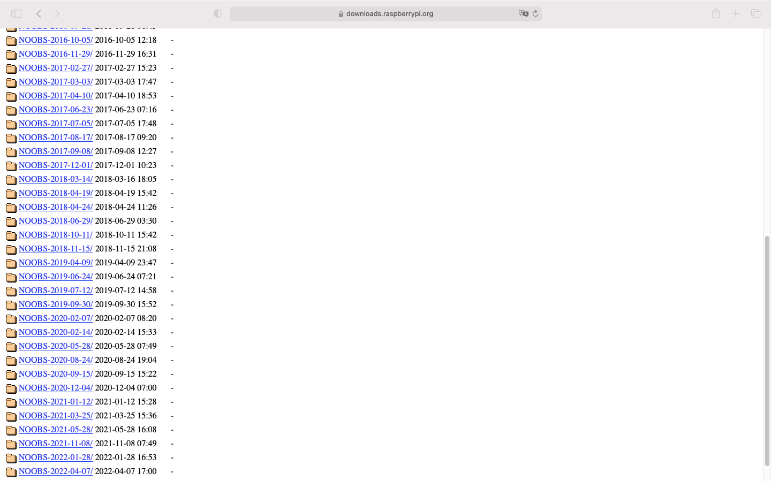 downloads.raspberrypi.org
NOOBS-2016-10-05/ 2016-10-05 12:18 -
NOOBS-2016-11-29/ 2016-11-29 16:31 -
NOOBS-2017-02-27/ 2017-02-27 15:23 -
NOOBS-2017-03-03/ 2017-03-03 17:47 -
NOOBS-2017-04-10/ 2017-04-10 18:53 -
NOOBS-2017-06-23/ 2017-06-23 07:16 -
NOOBS-2017-07-05/ 2017-07-05 17:48 -
NOOBS-2017-08-17/ 2017-08-17 09:20 -
NOOBS-2017-09-08/ 2017-09-08 12:27 -
NOOBS-2017-12-01/ 2017-12-01 10:23 -
NOOBS-2018-03-14/ 2018-03-16 18:05 -
NOOBS-2018-04-19/ 2018-04-19 15:42 -
NOOBS-2018-04-24/ 2018-04-24 11:26 -
NOOBS-2018-06-29/ 2018-06-29 03:30 -
NOOBS-2018-10-11/ 2018-10-11 15:42 -
NOOBS-2018-11-15/ 2018-11-15 21:08 -
NOOBS-2019-04-09/ 2019-04-09 23:47 -
NOOBS-2019-06-24/ 2019-06-24 07:21 -
NOOBS-2019-07-12/ 2019-07-12 14:58 -
NOOBS-2019-09-30/ 2019-09-30 15:52 -
NOOBS-2020-02-07/ 2020-02-07 08:20 -
NOOBS-2020-02-14/ 2020-02-14 15:33 -
NOOBS-2020-05-28/ 2020-05-28 07:49 -
NOOBS-2020-08-24/ 2020-08-24 19:04 -
NOOBS-2020-09-15/ 2020-09-15 15:22 -
NOOBS-2020-12-04/ 2020-12-04 07:00 -
NOOBS-2021-01-12/ 2021-01-12 15:28 -
NOOBS-2021-03-25/ 2021-03-25 15:36 -
NOOBS-2021-05-28/ 2021-05-28 16:08 -
NOOBS-2021-11-08/ 2021-11-08 07:49 -
NOOBS-2022-01-28/ 2022-01-28 16:53 -
NOOBS-2022-04-07/ 2022-04-07 17:00 -